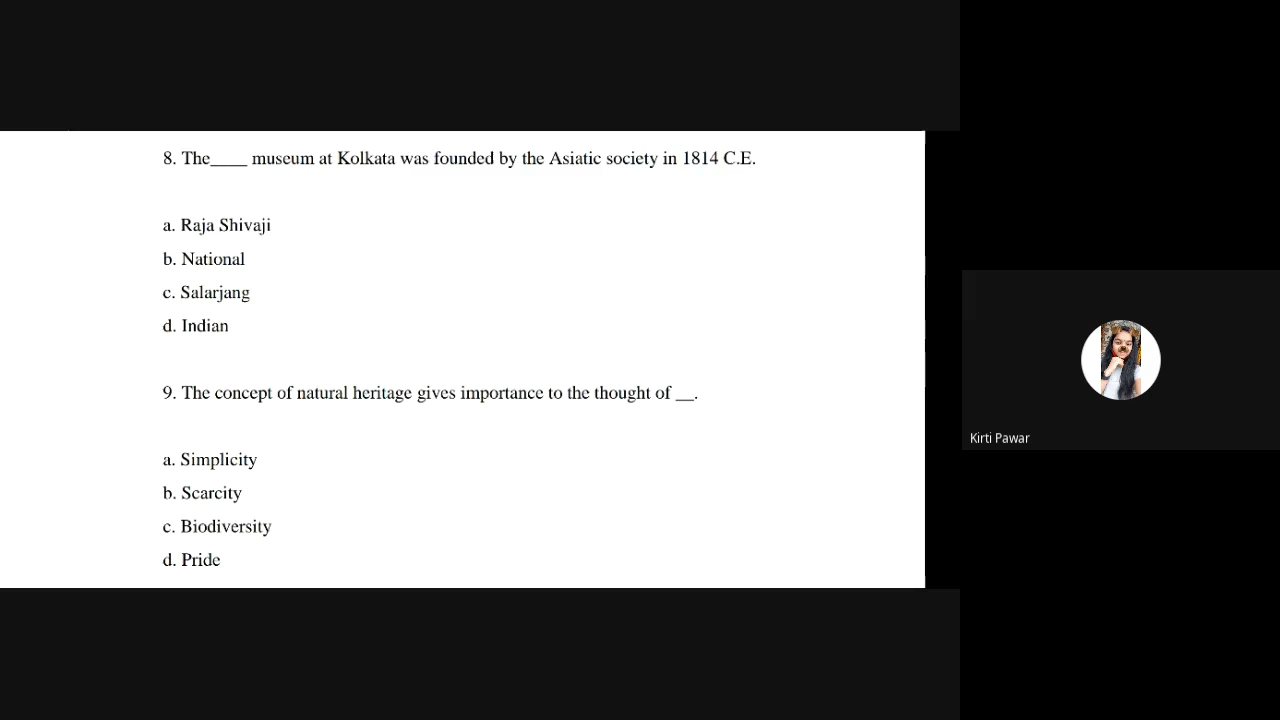 8. The____ museum at Kolkata was founded by the Asiatic society in 1814 C.E.
a. Raja Shivaji
b. National
c. Salarjang
d. Indian
9. The concept of natural heritage gives importance to the thought of __.
a. Simplicity
b. Scarcity
c. Biodiversity
d. Pride
Kirti Pawar